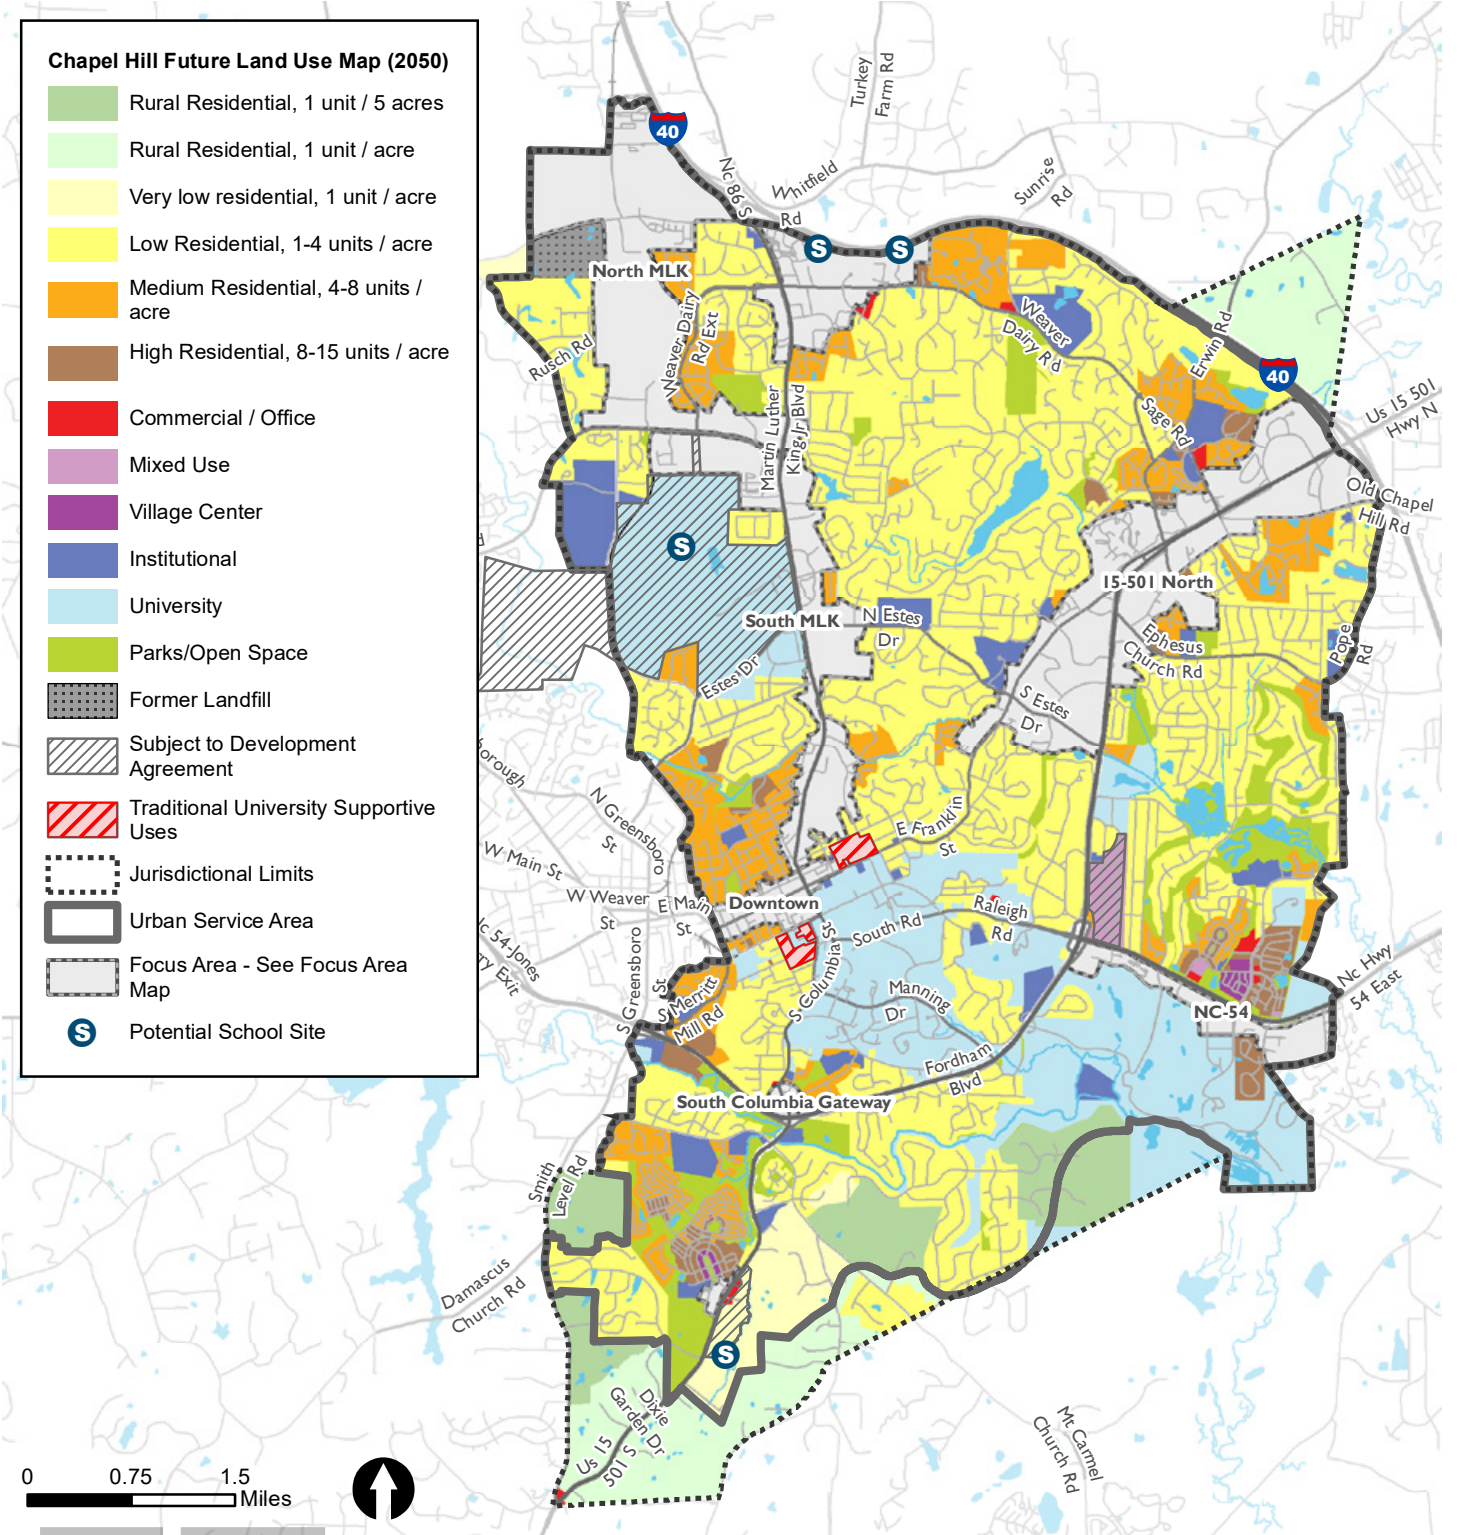 Chapel Hill Future Land Use Map (2050)
Rural Residential, 1 unit / 5 acres
Rural Residential, 1 unit / acre
Very low residential, 1 unit / acre
Low Residential, 1-4 units / acre
Medium Residential, 4-8 units /
acre
High Residential, 8-15 units / acre
Commercial / Office
Mixed Use
Village Center
Institutional
University
Parks/Open Space
Former Landfill
Subject to Development
Agreement
Traditional University Supportive
Uses
Jurisdictional Limits
Urban Service Area
Focus Area - See Focus Area
Map
S
Potential School Site
0
0.75
1.5
Miles
40
Turkey
Farm Rd
Nc 86 S
Whitfield
Rd
Sunrise
Rd
S
S
North MLK
Weaver Dairy
Rd Ext
Rusch Rd
Weaver
Dairy Rd
Erwin Rd
40
Us 15 501
Hwy N
Martin Luther
King Jr Blvd
Sage Rd
Old Chapel
Hill Rd
S
15-501 North
South MLK
N Estes
Dr
Ephesus
Church Rd
Pope
Rd
Estes Dr
S Estes
Dr
orough
N Greensboro
St
W Main St
E Franklin
St
W Weaver
St
E Main
St
Downtown
Raleigh
Rd
South Rd
S Columbia St
c 54-Jones
ry Exit
S Greensboro
St
S Merritt
Mill Rd
Manning
Dr
Nc Hwy
54 East
NC-54
Fordham
Blvd
South Columbia Gateway
Smith
Level Rd
Damascus
Church Rd
S
Dixie
Garden Dr
Us 15
501 S
Mt Carmel
Church Rd